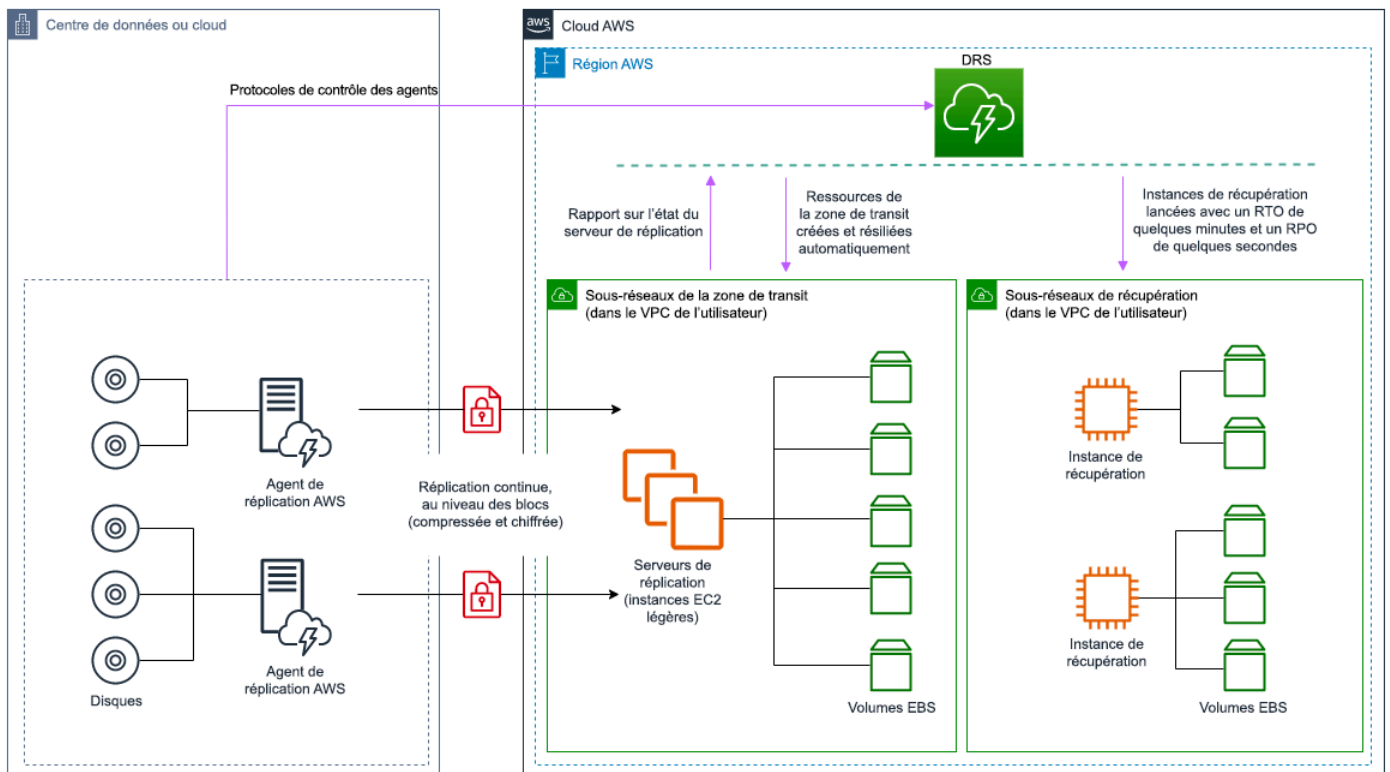 Centre de données ou cloud
aws
Cloud AWS
Région AWS
DRS
Protocoles de contrôle des agents
Rapport sur l’état du
serveur de réplication
Ressources de
la zone de transit
créées et résiliées
automatiquement
Instances de récupération
lancées avec un RTO de
quelques minutes et un RPO
de quelques secondes
Sous-réseaux de la zone de transit
(dans le VPC de l’utilisateur)
Sous-réseaux de récupération
(dans le VPC de l’utilisateur)
Agent de
réplication AWS
Réplication continue,
au niveau des blocs
(compressée et chiffrée)
Instance de
récupération
Serveurs de
réplication
(instances EC2
légères)
Agent de
réplication AWS
Instance de
récupération
Disques
Volumes EBS
Volumes EBS